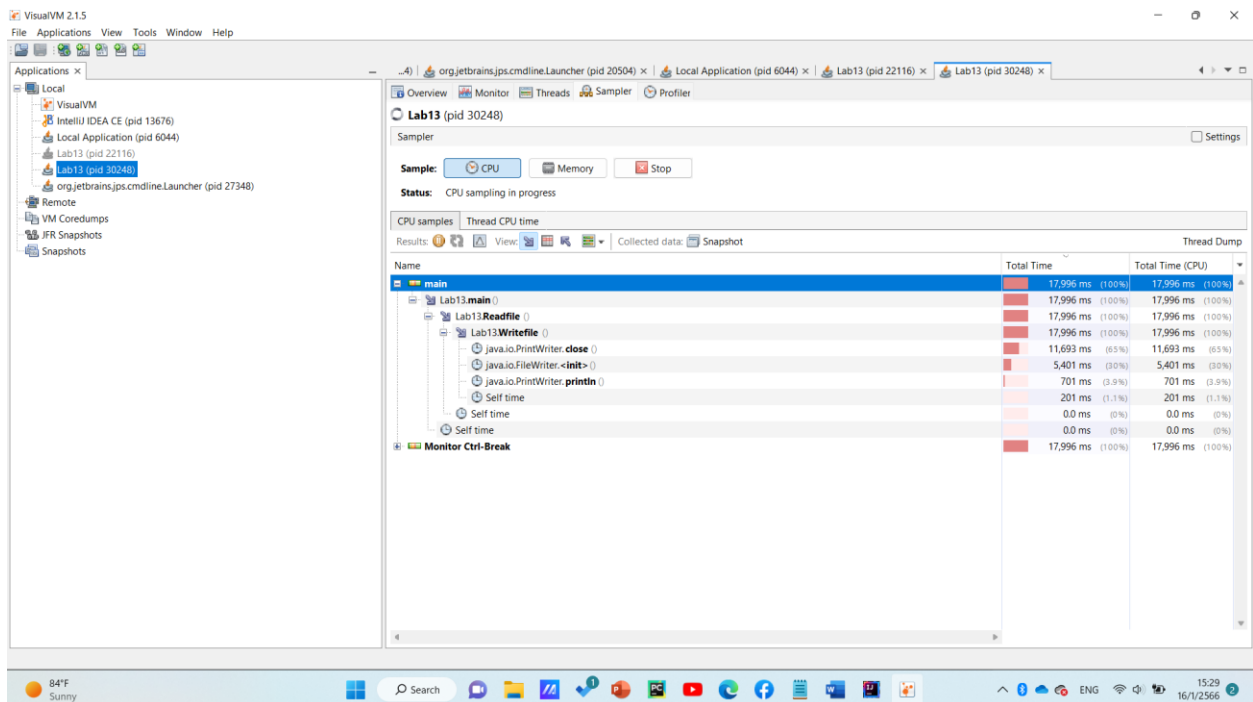 VisualVM 2.1.5
File Applications View Tools Window Help
Applications ×
...4) org.jetbrains.jps.cmdline.Launcher (pid 20504) × Local Application (pid 6044) × Lab13 (pid 22116) × Lab13 (pid 30248) ×
Local
VisualVM
IntelliJ IDEA CE (pid 13676)
Local Application (pid 6044)
Lab13 (pid 22116)
Lab13 (pid 30248)
org.jetbrains.jps.cmdline.Launcher (pid 27348)
Remote
VM Coredumps
JFR Snapshots
Snapshots
Overview Monitor Threads Sampler Profiler
Lab13 (pid 30248)
Sampler Settings
Sample: CPU Memory Stop
Status: CPU sampling in progress
CPU samples Thread CPU time
Results: View: Collected data: Snapshot Thread Dump
Name Total Time Total Time (CPU)
main 17,996 ms (100%) 17,996 ms (100%)
Lab13.main () 17,996 ms (100%) 17,996 ms (100%)
Lab13.Readfile () 17,996 ms (100%) 17,996 ms (100%)
Lab13.Writefile () 17,996 ms (100%) 17,996 ms (100%)
java.io.PrintWriter.close () 11,693 ms (65%) 11,693 ms (65%)
java.io.FileWriter.<init> () 5,401 ms (30%) 5,401 ms (30%)
java.io.PrintWriter.println () 701 ms (3.9%) 701 ms (3.9%)
Self time 201 ms (1.1%) 201 ms (1.1%)
Self time 0.0 ms (0%) 0.0 ms (0%)
Self time 0.0 ms (0%) 0.0 ms (0%)
Monitor Ctrl-Break 17,996 ms (100%) 17,996 ms (100%)
84°F
Sunny
Search
1
PC
ENG
15:29
16/1/2566
2